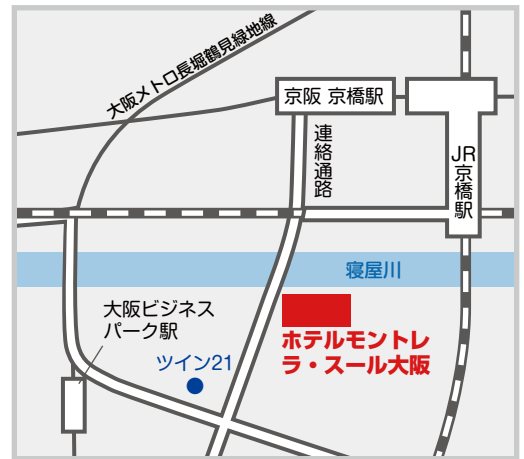 大阪メトロ長堀鶴見緑地線
京阪 京橋駅
連絡通路
JR京橋駅
寝屋川
大阪ビジネス
パーク駅
ツイン21
ホテルモントレ
ラ・スール大阪